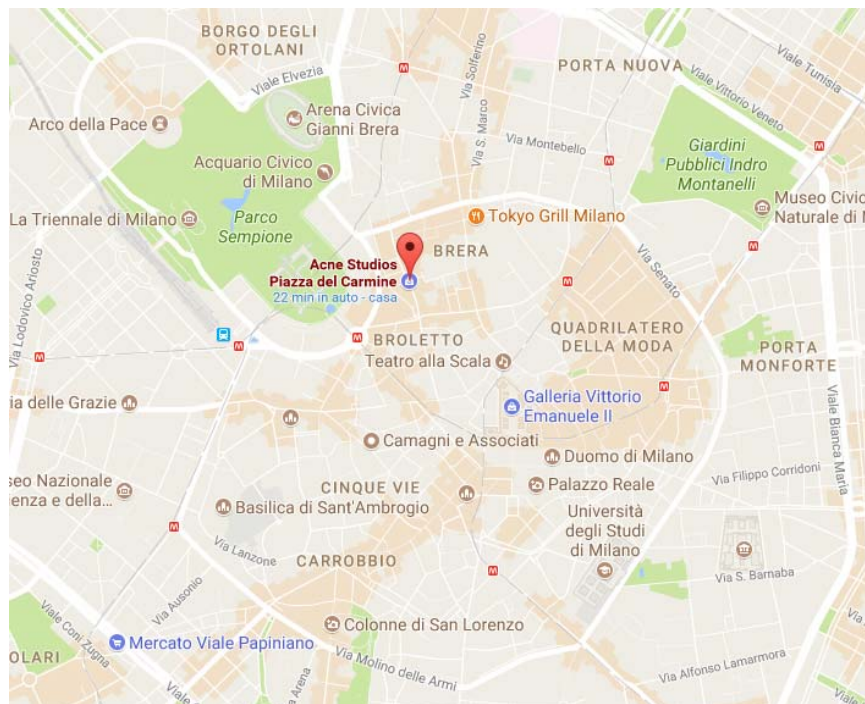 BORGO DEGLI
ORTOLANI
Viale Elvezia
Via Solferino
PORTA NUOVA
Viale Tunisia
Viale Vittorio Veneto
Arco della Pace
Arena Civica
Gianni Brera
Via S. Marco
Via Montebello
Giardini
Pubblici Indro
Montanelli
Acquario Civico
di Milano
Museo Civic
Naturale di M
La Triennale di Milano
Parco
Sempione
Tokyo Grill Milano
BRERA
Via Senato
Acne Studios
Piazza del Carmine
22 min in auto - casa
Via Lodovico Ariosto
BROLETTO
Teatro alla Scala
QUADRILATERO
DELLA MODA
PORTA
MONFORTE
Galleria Vittorio
Emanuele II
Viale Bianca Maria
ia delle Grazie
Camagni e Associati
Duomo di Milano
Via Filippo Corridoni
seo Nazionale
enza e della...
CINQUE VIE
Palazzo Reale
Basilica di Sant'Ambrogio
Università
degli Studi
di Milano
Via Lanzone
CARROBBIO
Via S. Barnaba
Via Ausonio
Colonne di San Lorenzo
Viale Coni Zugna
Mercato Viale Papiniano
OLARI
Via Molino delle Armi
Via Alfonso Lamarmora
Via Arena
Viale
M
M
M
M
M
M
M
M
M
M
M
M